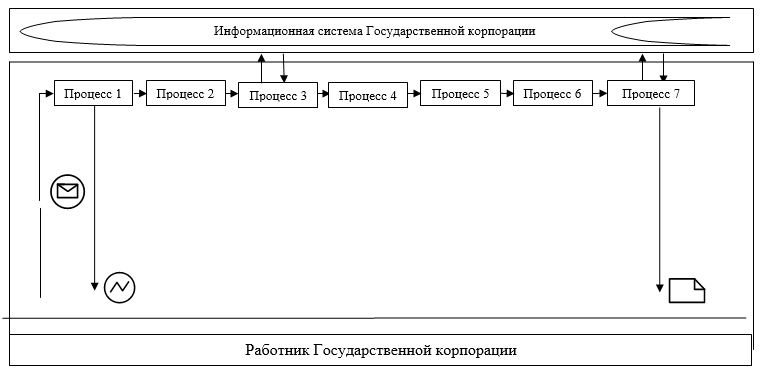 Информационная система Государственной корпорации
Процесс 1
Процесс 2
Процесс 3
Процесс 4
Процесс 5
Процесс 6
Процесс 7
Работник Государственной корпорации